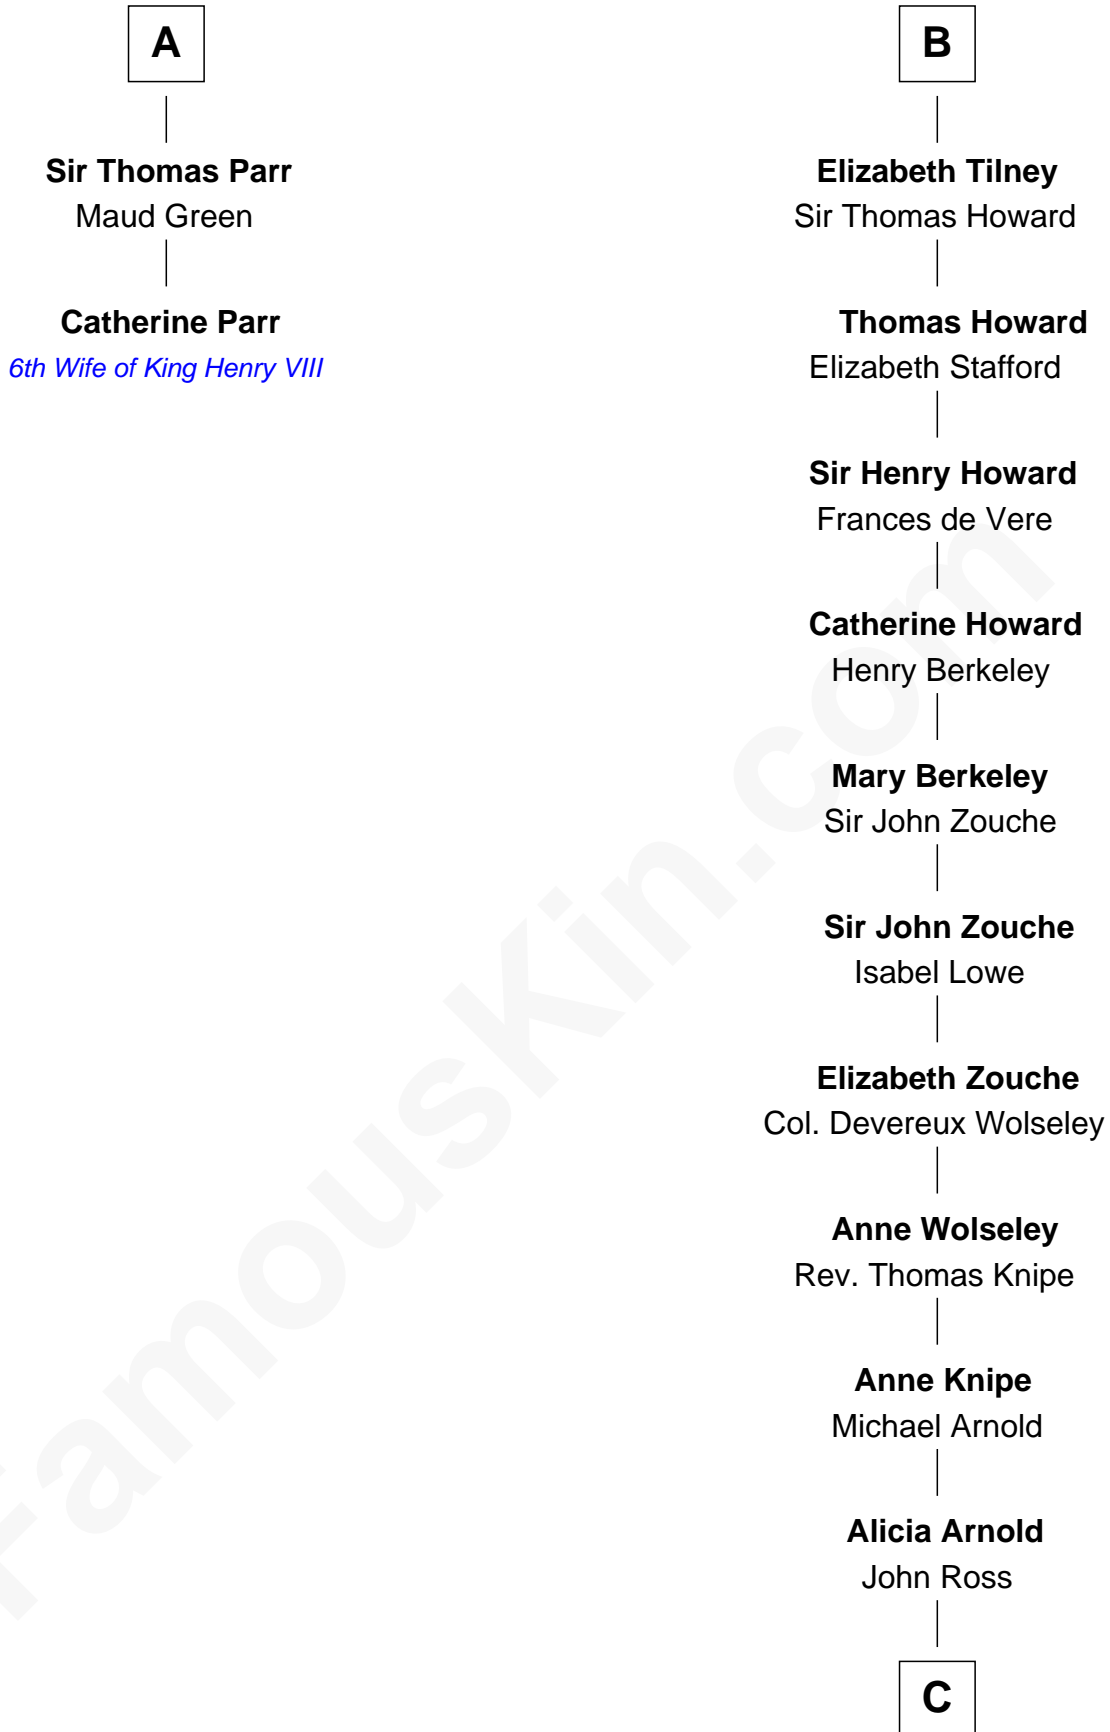 A
Sir Thomas Parr
Maud Green
Catherine Parr
6th Wife of King Henry VIII
B
Elizabeth Tilney
Sir Thomas Howard
Thomas Howard
Elizabeth Stafford
Sir Henry Howard
Frances de Vere
Catherine Howard
Henry Berkeley
Mary Berkeley
Sir John Zouche
Sir John Zouche
Isabel Lowe
Elizabeth Zouche
Col. Devereux Wolseley
Anne Wolseley
Rev. Thomas Knipe
Anne Knipe
Michael Arnold
Alicia Arnold
John Ross
C
FamousKin.com